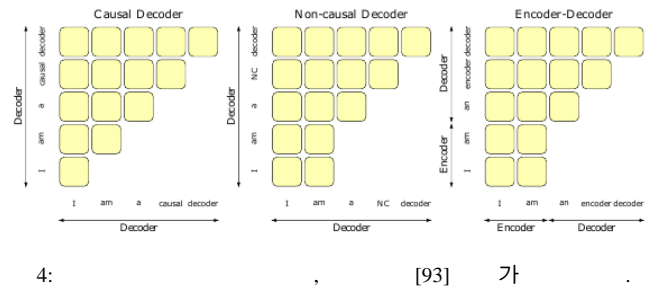 Causal Decoder
Non-causal Decoder
Encoder-Decoder
Decoder
decoder
causal
a
am
I
I am a causal decoder
Decoder
Decoder
decoder
NC
a
am
I
I am a NC decoder
Decoder
Decoder
Encoder
decoder
encoder
an
am
I
I am an encoder decoder
Encoder
Decoder
4: , [93] 가 .